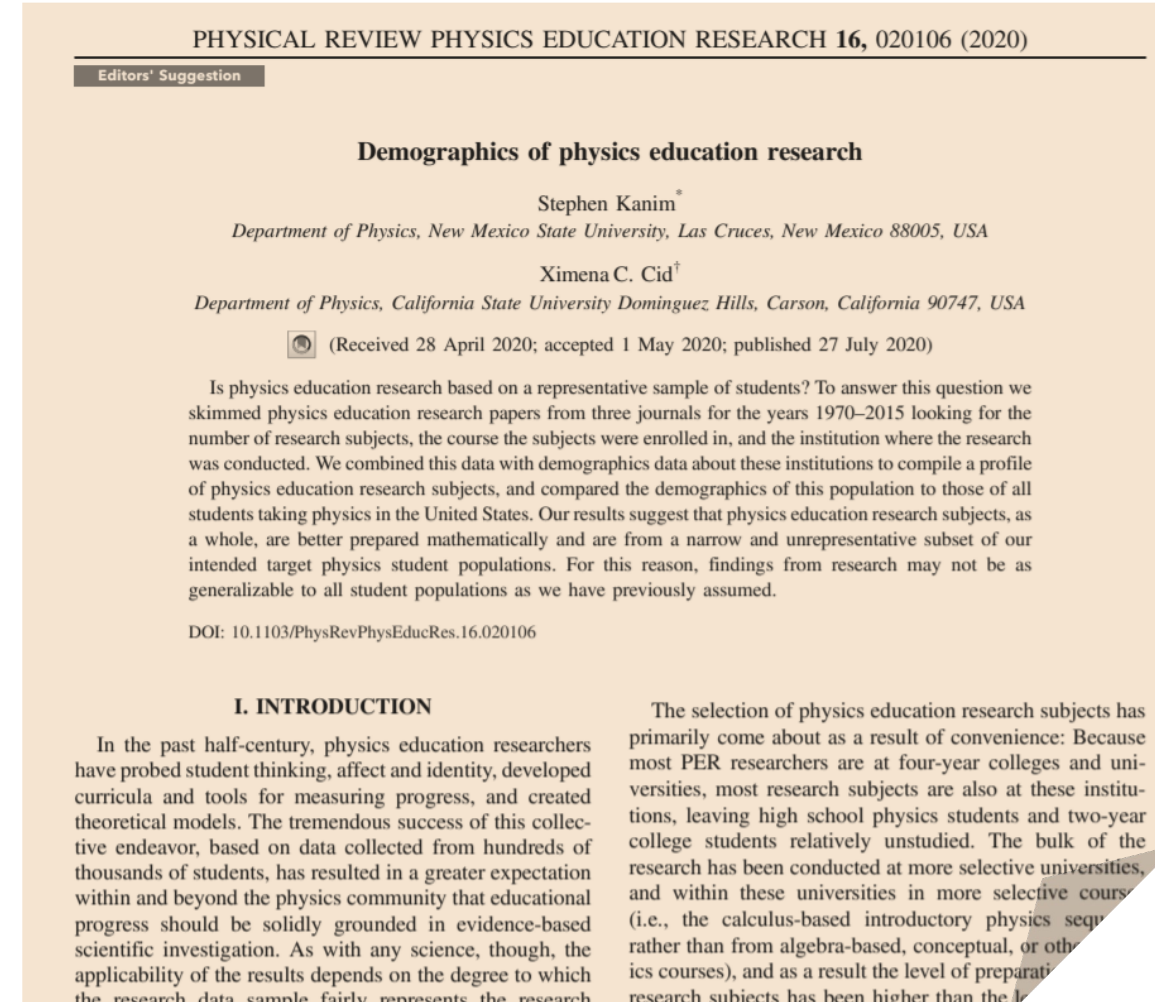 PHYSICAL REVIEW PHYSICS EDUCATION RESEARCH 16, 020106 (2020)
Editors' Suggestion
Demographics of physics education research
Stephen Kanim*
Department of Physics, New Mexico State University, Las Cruces, New Mexico 88005, USA
Ximena C. Cid†
Department of Physics, California State University Dominguez Hills, Carson, California 90747, USA
(Received 28 April 2020; accepted 1 May 2020; published 27 July 2020)
Is physics education research based on a representative sample of students? To answer this question we
skimmed physics education research papers from three journals for the years 1970–2015 looking for the
number of research subjects, the course the subjects were enrolled in, and the institution where the research
was conducted. We combined this data with demographics data about these institutions to compile a profile
of physics education research subjects, and compared the demographics of this population to those of all
students taking physics in the United States. Our results suggest that physics education research subjects, as
a whole, are better prepared mathematically and are from a narrow and unrepresentative subset of our
intended target physics student populations. For this reason, findings from research may not be as
generalizable to all student populations as we have previously assumed.
DOI: 10.1103/PhysRevPhysEducRes.16.020106
I. INTRODUCTION
In the past half-century, physics education researchers
have probed student thinking, affect and identity, developed
curricula and tools for measuring progress, and created
theoretical models. The tremendous success of this collec-
tive endeavor, based on data collected from hundreds of
thousands of students, has resulted in a greater expectation
within and beyond the physics community that educational
progress should be solidly grounded in evidence-based
scientific investigation. As with any science, though, the
applicability of the results depends on the degree to which
the research data sample fairly represents the research
The selection of physics education research subjects has
primarily come about as a result of convenience: Because
most PER researchers are at four-year colleges and uni-
versities, most research subjects are also at these institu-
tions, leaving high school physics students and two-year
college students relatively unstudied. The bulk of the
research has been conducted at more selective universities,
and within these universities in more selective
(i.e., the calculus-based introductory physics
rather than from algebra-based, conceptual, or
ics courses), and as a result the level of
research subjects has been higher than the